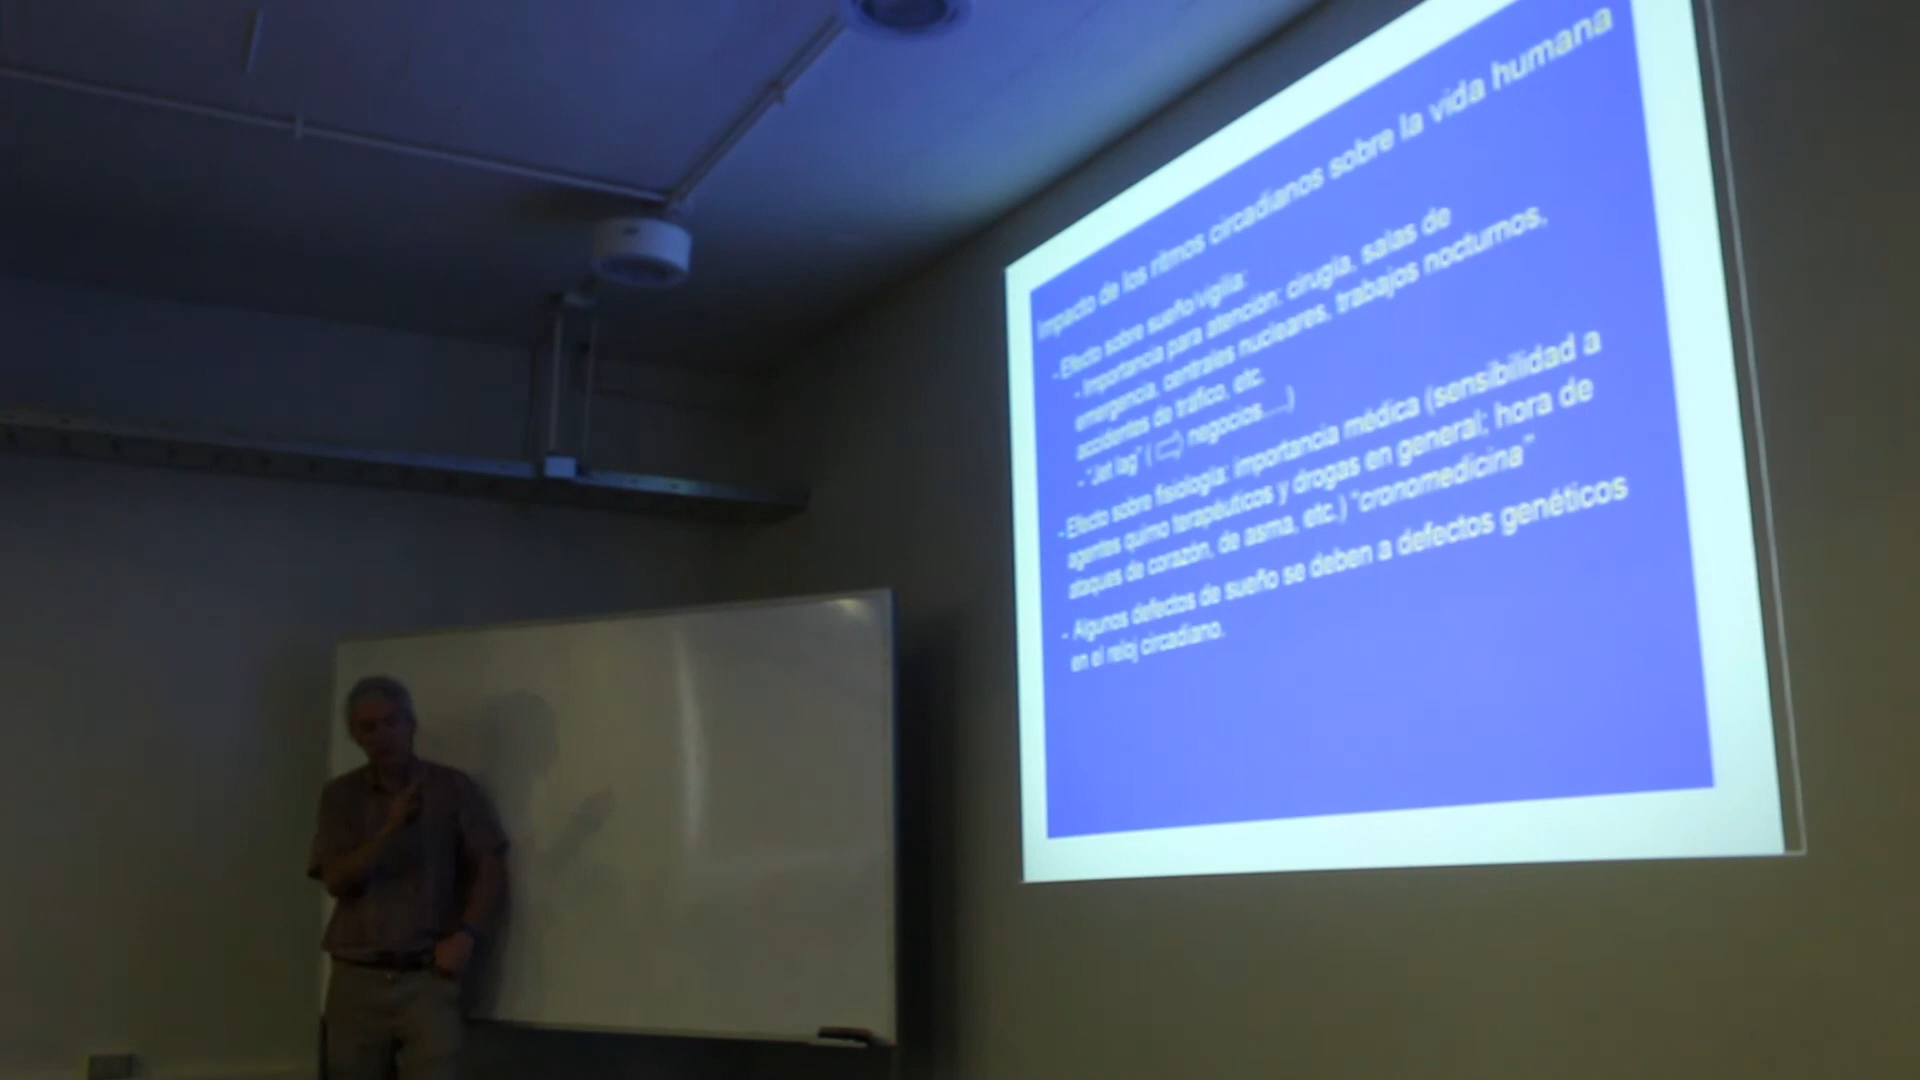 Impacto de los ritmos circadianos sobre la vida humana
- Efecto sobre sueño/vigilia:
- Importancia para atención: cirugía, salas de
emergencia, centrales nucleares, trabajos nocturnos,
accidentes de tráfico, etc.
- "Jet lag" ( ⇨ negocios....)
- Efecto sobre fisiología: importancia médica (sensibilidad a
agentes quimo terapéuticos y drogas en general; hora de
ataques de corazón, de asma, etc.) "cronomedicina"
- Algunos defectos de sueño se deben a defectos genéticos
en el reloj circadiano.